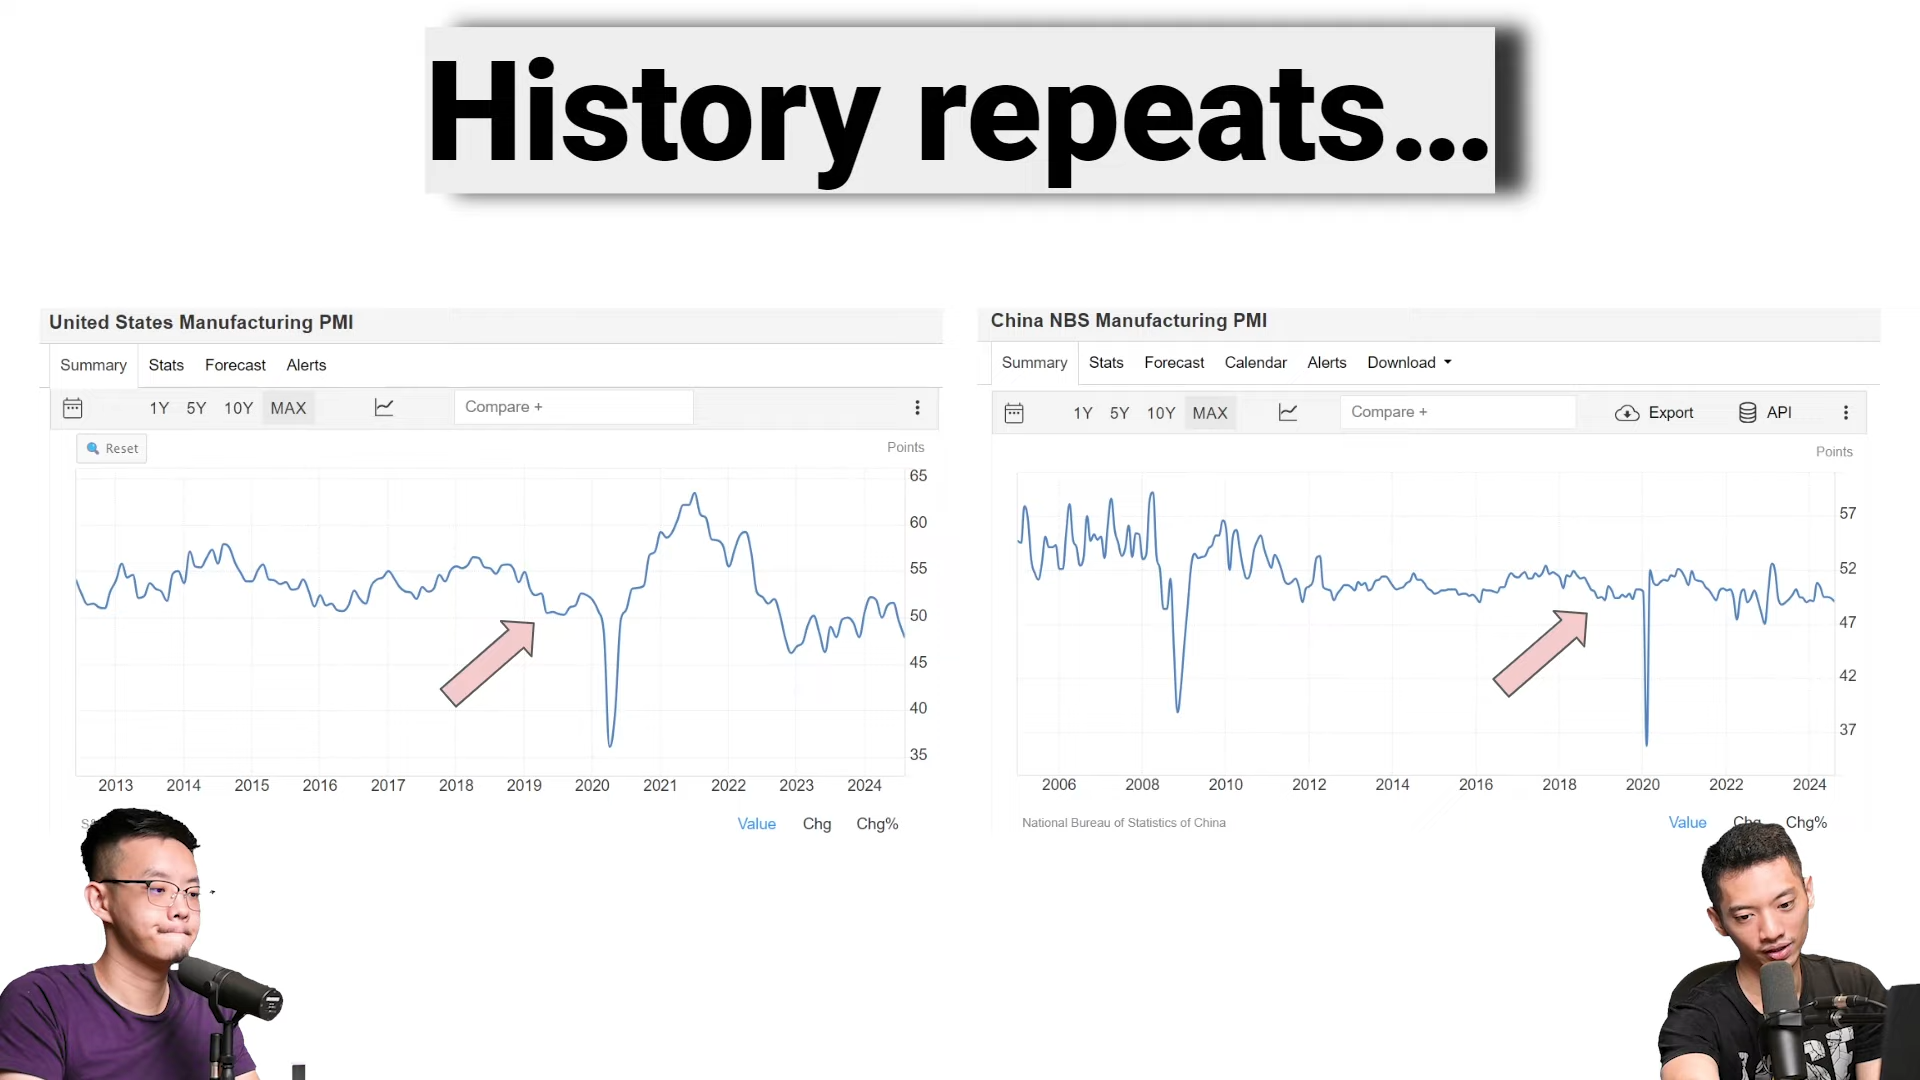 History repeats...
United States Manufacturing PMI
Summary Stats Forecast Alerts
1Y 5Y 10Y MAX Compare +
Reset
Points
65
60
55
50
45
40
35
2013 2014 2015 2016 2017 2018 2019 2020 2021 2022 2023 2024
Value Chg Chg%
China NBS Manufacturing PMI
Summary Stats Forecast Calendar Alerts Download
1Y 5Y 10Y MAX Compare + Export API
Points
57
52
47
42
37
2006 2008 2010 2012 2014 2016 2018 2020 2022 2024
National Bureau of Statistics of China
Value Chg Chg%